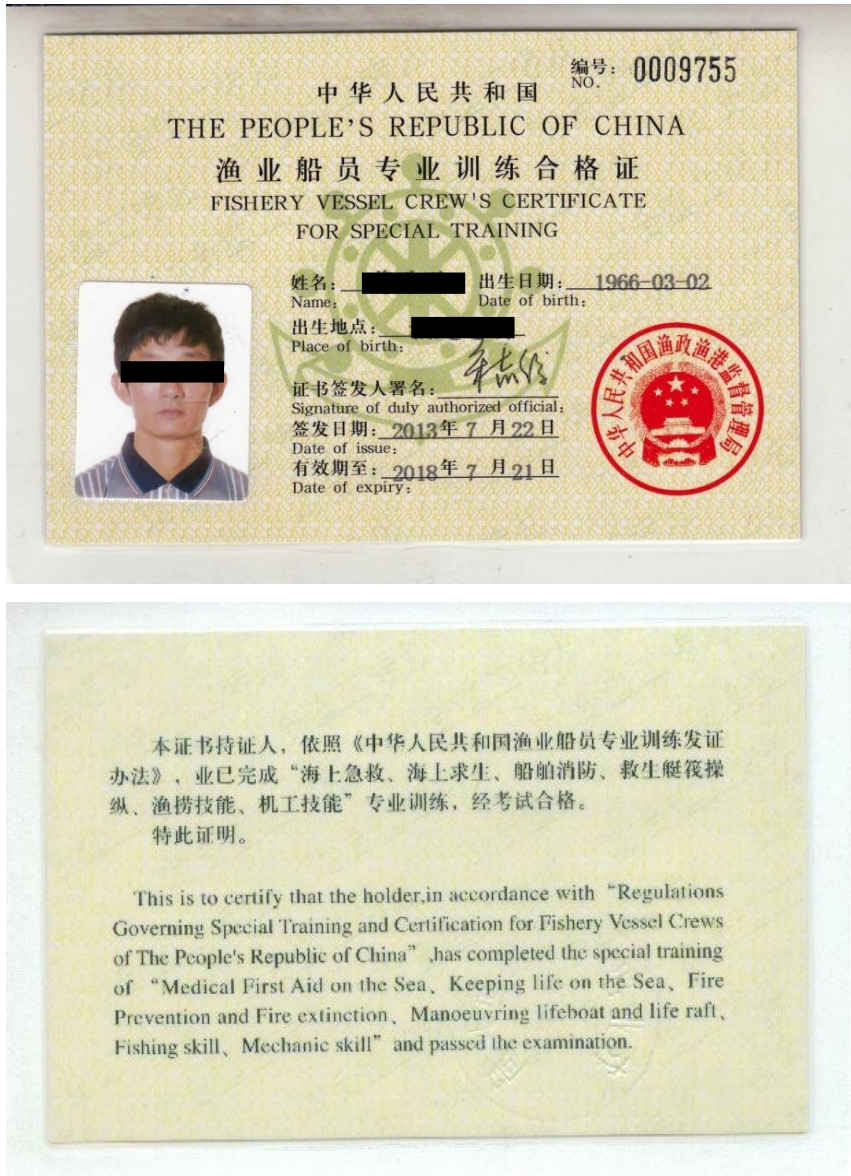 编号: 0009755
NO.
中华人民共和国
THE PEOPLE'S REPUBLIC OF CHINA
渔业船员专业训练合格证
FISHERY VESSEL CREW'S CERTIFICATE
FOR SPECIAL TRAINING
姓名: 出生日期: 1966-03-02
Name: Date of birth:
出生地点:
Place of birth:
证书签发人署名:
Signature of duly authorized official:
签发日期: 2013年 7 月 22 日
Date of issue:
有效期至: 2018年 7 月 21 日
Date of expiry:
中华人民共和国渔政渔港监督管理局
本证书持证人，依照《中华人民共和国渔业船员专业训练发证
办法》，业已完成“海上急救、海上求生、船舶消防、救生艇筏操
纵、渔捞技能、机工技能”专业训练，经考试合格。
特此证明。
This is to certify that the holder,in accordance with “Regulations
Governing Special Training and Certification for Fishery Vessel Crews
of The People's Republic of China” ,has completed the special training
of “Medical First Aid on the Sea、Keeping life on the Sea、Fire
Prevention and Fire extinction、Manoeuvring lifeboat and life raft、
Fishing skill、Mechanic skill” and passed the examination.